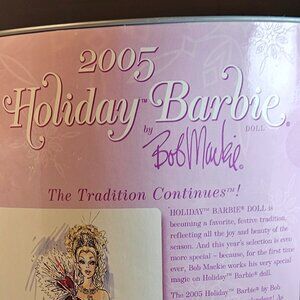 2005
Holiday™ Barbie®
by DOLL
Bob Mackie®
The Tradition Continues™!
HOLIDAY™ BARBIE® DOLL is
becoming a favorite, festive tradition,
reflecting all the joy and beauty of the
season. And this year's selection is even
more special – because, for the first time
ever, Bob Mackie works his very special
magic on Holiday™ Barbie® doll.
The 2005 Holiday™ Barbie® by Bob